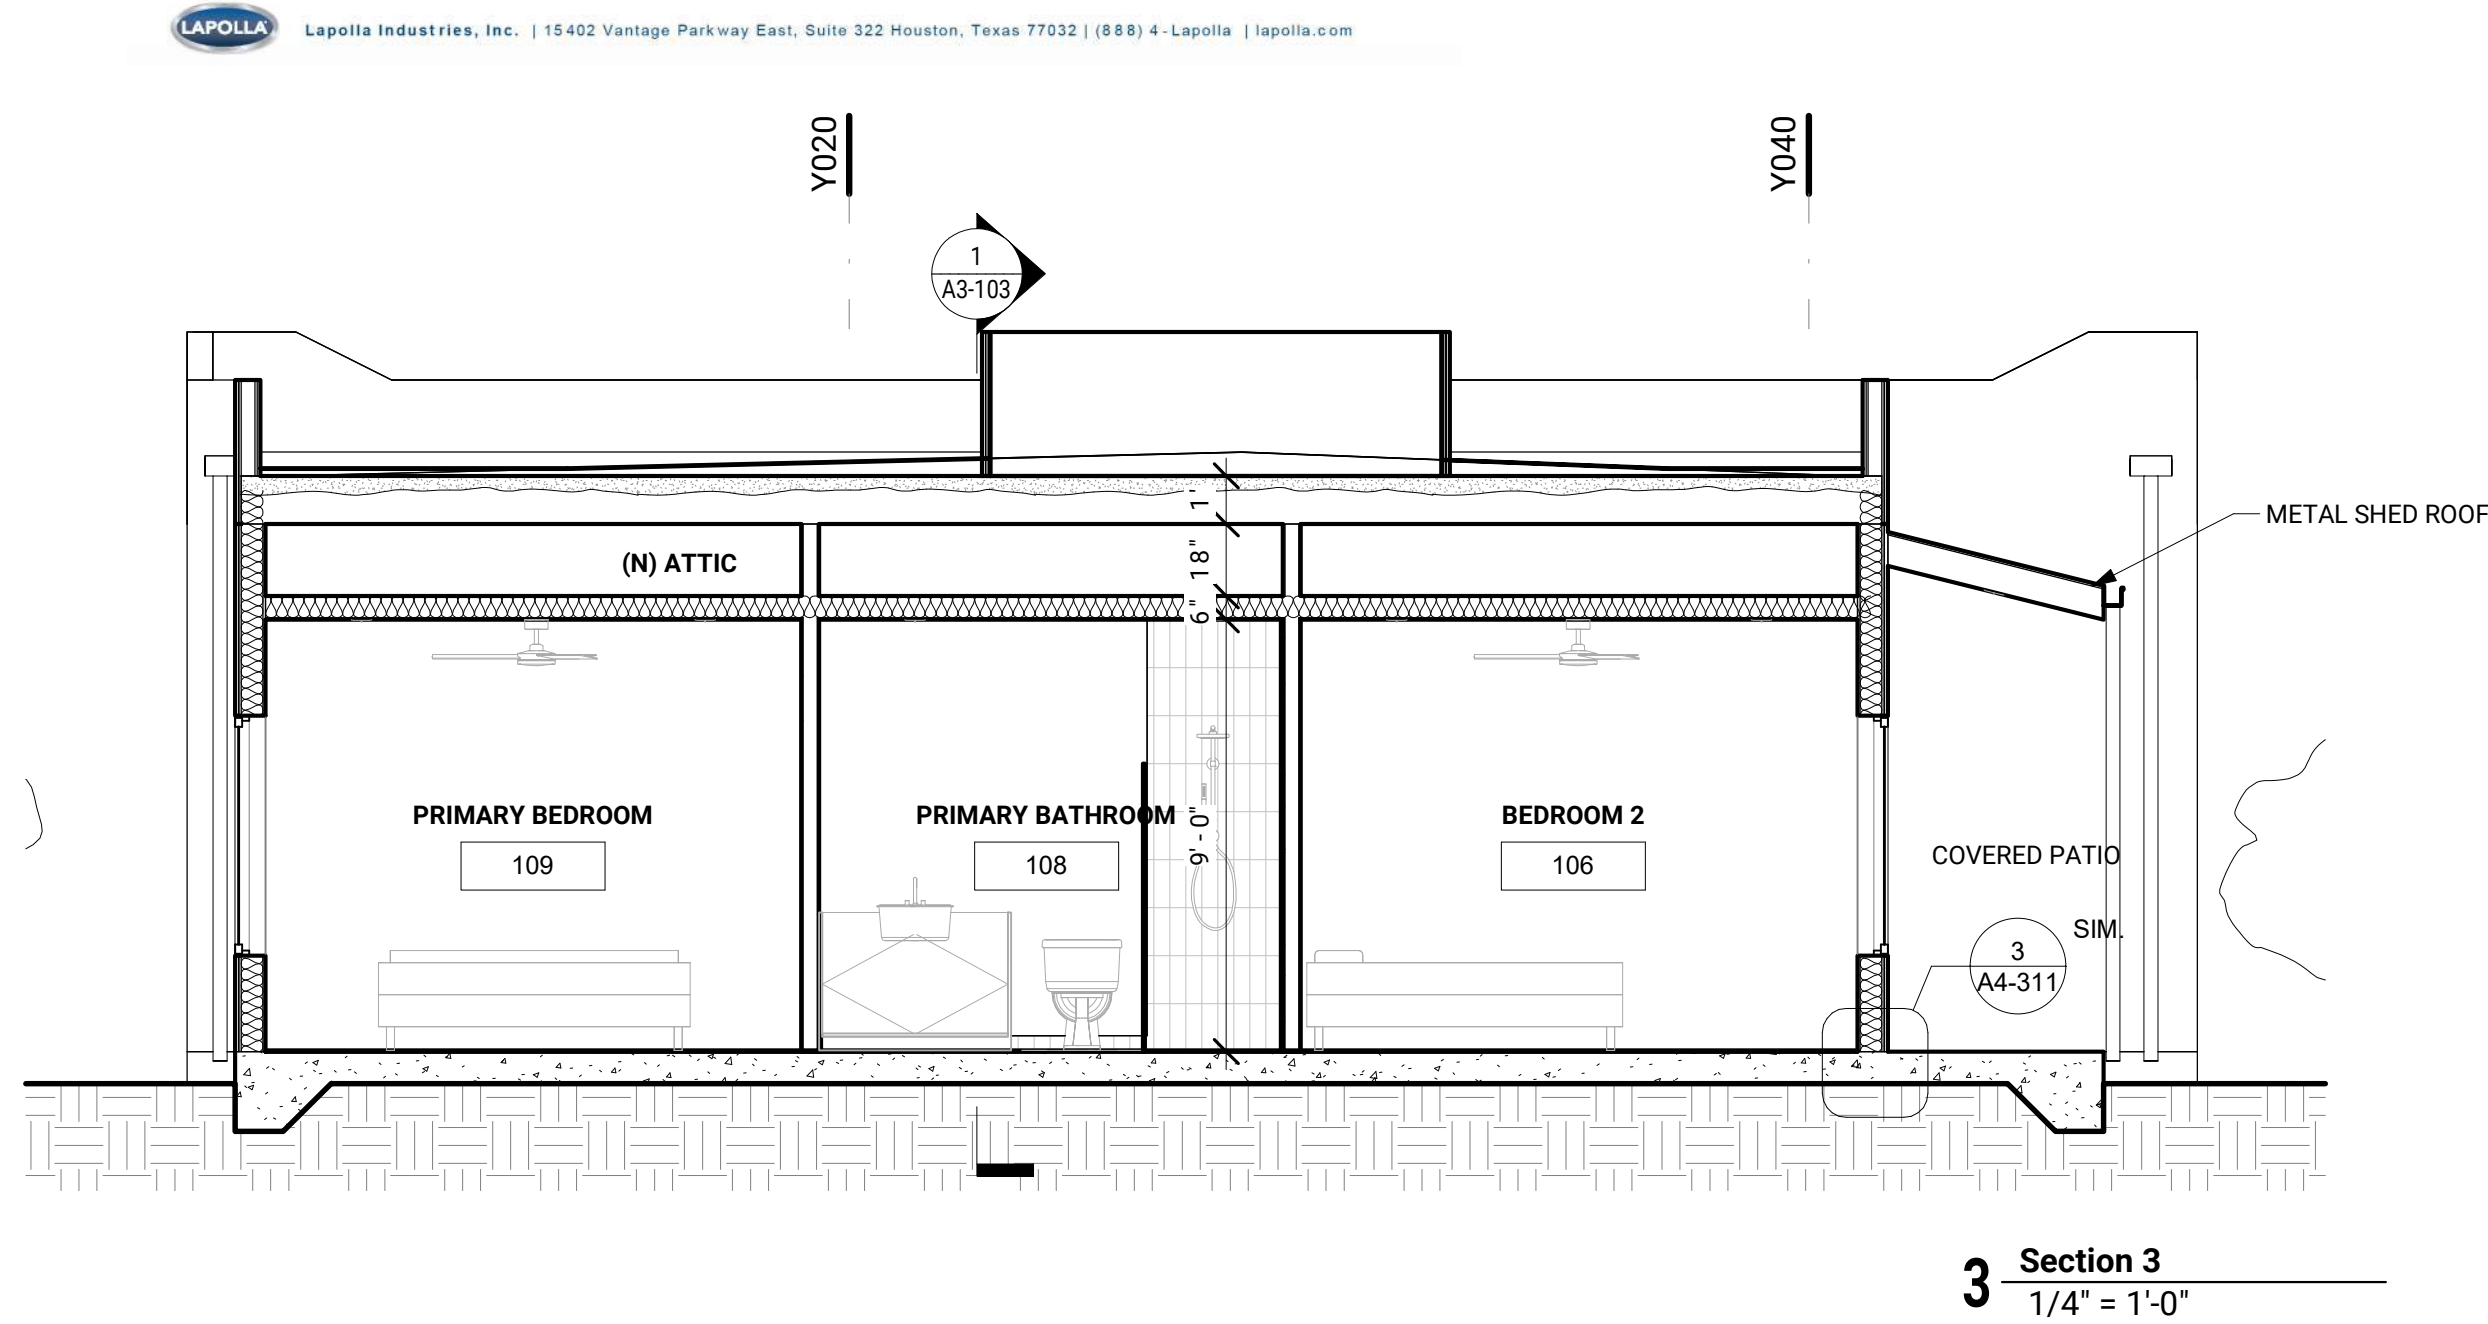 LAPOLLA
Lapolla Industries, Inc. | 15402 Vantage Parkway East, Suite 322 Houston, Texas 77032 | (888) 4-Lapolla | lapolla.com
Y020
Y040
1
A3-103
METAL SHED ROOF
1'
(N) ATTIC
18"
6"
PRIMARY BEDROOM
109
PRIMARY BATHROOM
108
9'-0"
BEDROOM 2
106
COVERED PATIO
SIM.
3
A4-311
3
Section 3
1/4" = 1'-0"